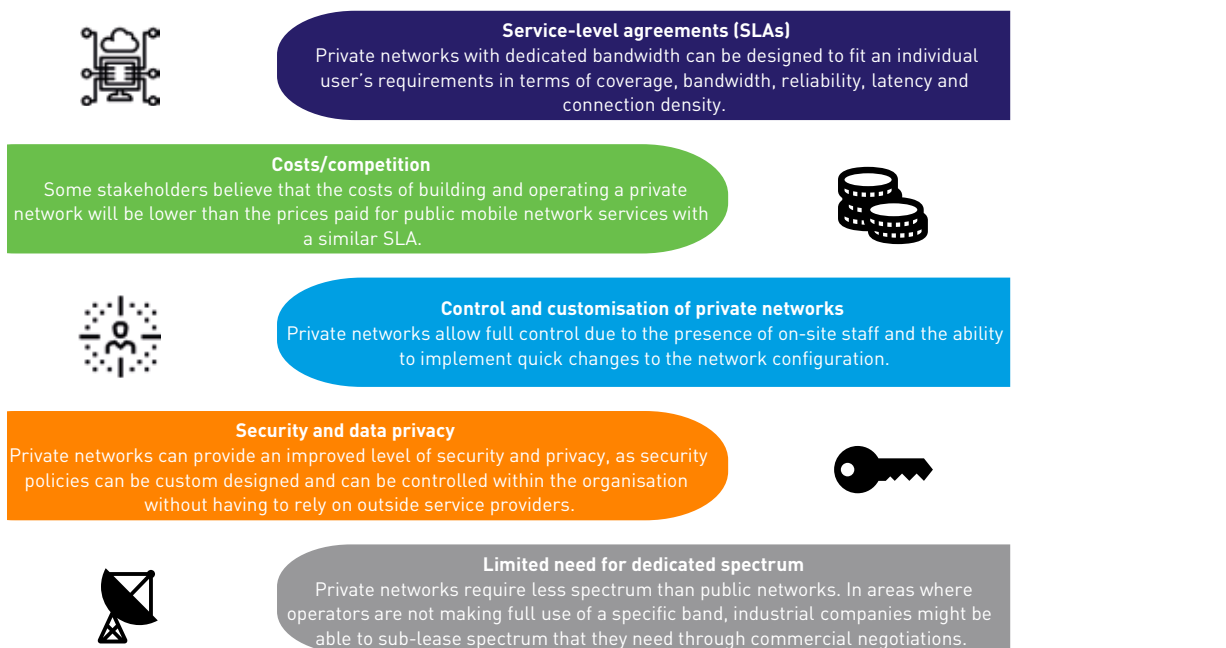 Service-level agreements (SLAs)
Private networks with dedicated bandwidth can be designed to fit an individual
user's requirements in terms of coverage, bandwidth, reliability, latency and
connection density.
Costs/competition
Some stakeholders believe that the costs of building and operating a private
network will be lower than the prices paid for public mobile network services with
a similar SLA.
Control and customisation of private networks
Private networks allow full control due to the presence of on-site staff and the ability
to implement quick changes to the network configuration.
Security and data privacy
Private networks can provide an improved level of security and privacy, as security
policies can be custom designed and can be controlled within the organisation
without having to rely on outside service providers.
Limited need for dedicated spectrum
Private networks require less spectrum than public networks. In areas where
operators are not making full use of a specific band, industrial companies might be
able to sub-lease spectrum that they need through commercial negotiations.